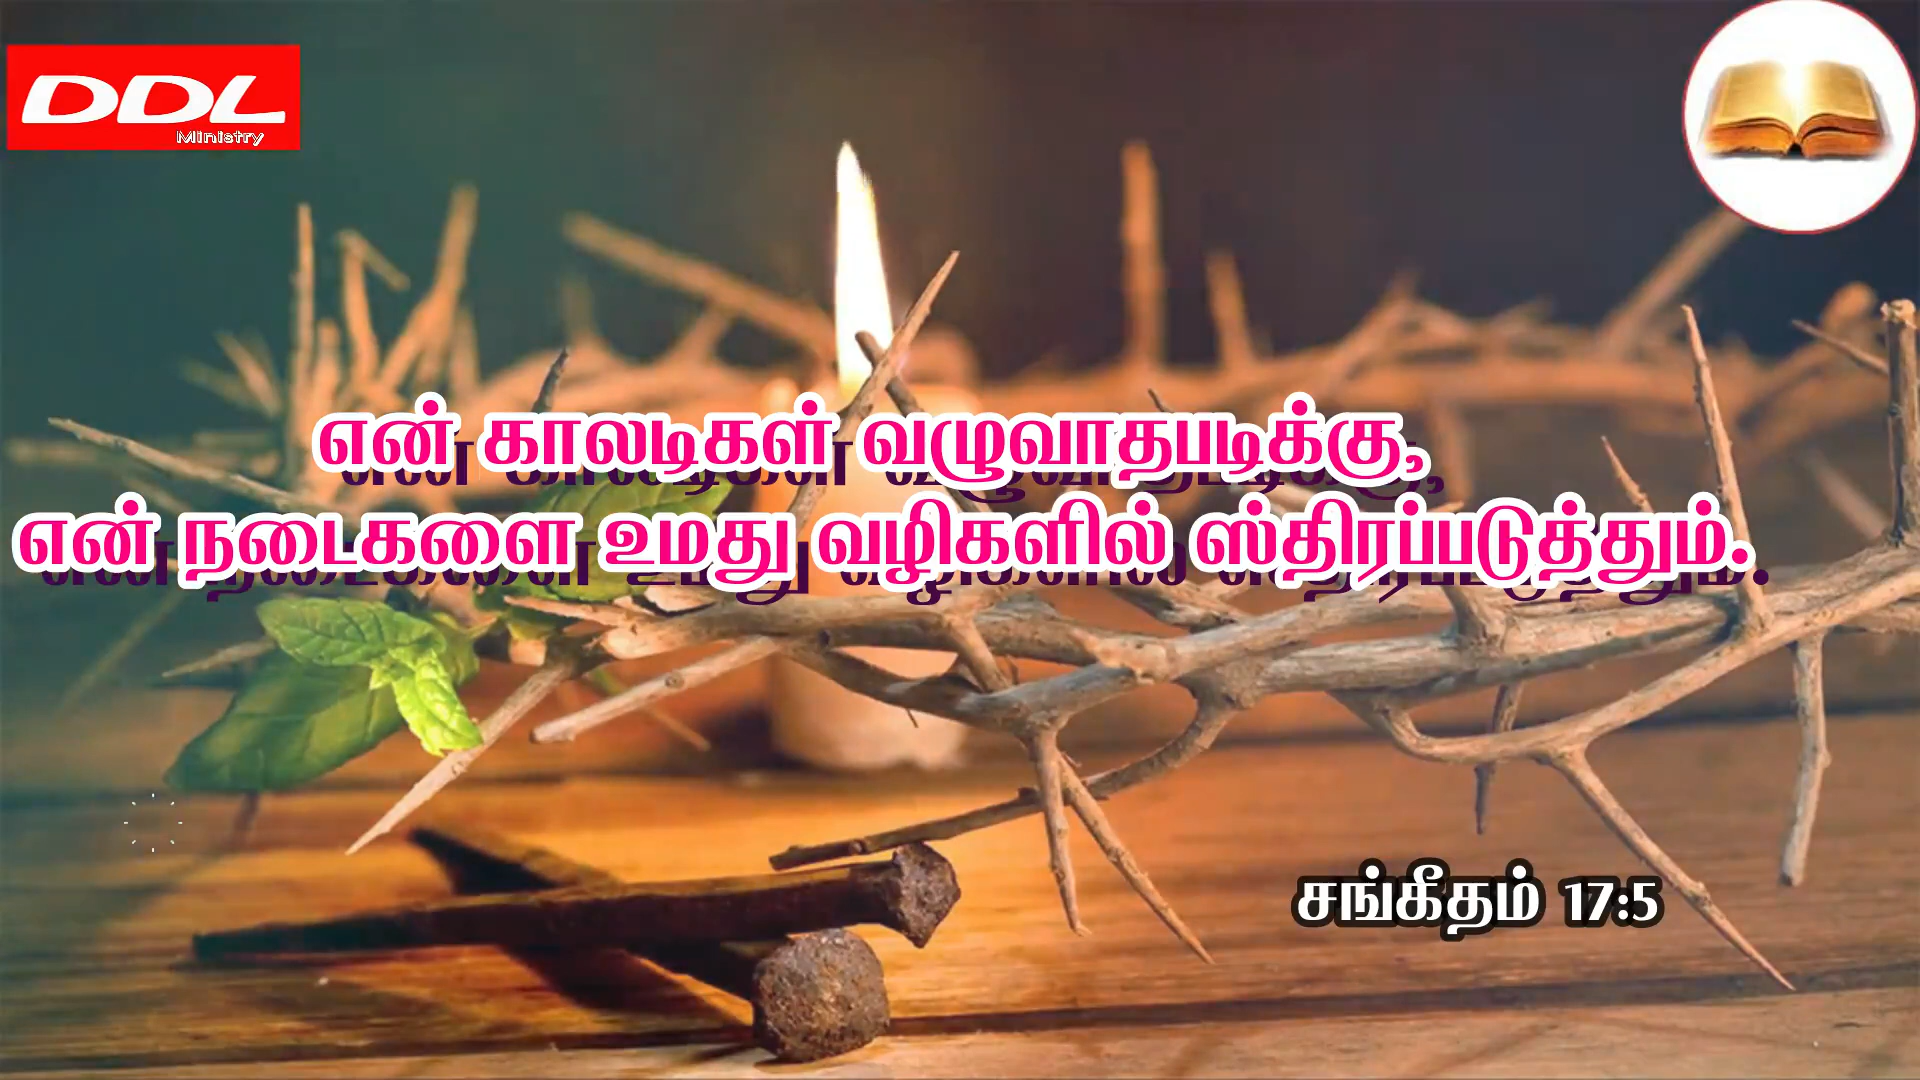 DDL
Ministry
என் காலடிகள் வழுவாதபடிக்கு,
என் நடைகளை உமது வழிகளில் ஸ்திரப்படுத்தும்.
சங்கீதம் 17:5